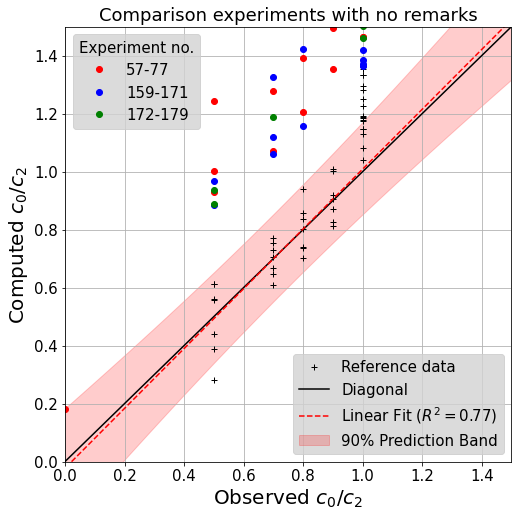 Comparison experiments with no remarks
Experiment no.
57-77
159-171
172-179
Computed c₀/c₂
1.4
1.2
1.0
0.8
0.6
0.4
0.2
0.0
Reference data
Diagonal
Linear Fit (R² = 0.77)
90% Prediction Band
0.0 0.2 0.4 0.6 0.8 1.0 1.2 1.4
Observed c₀/c₂